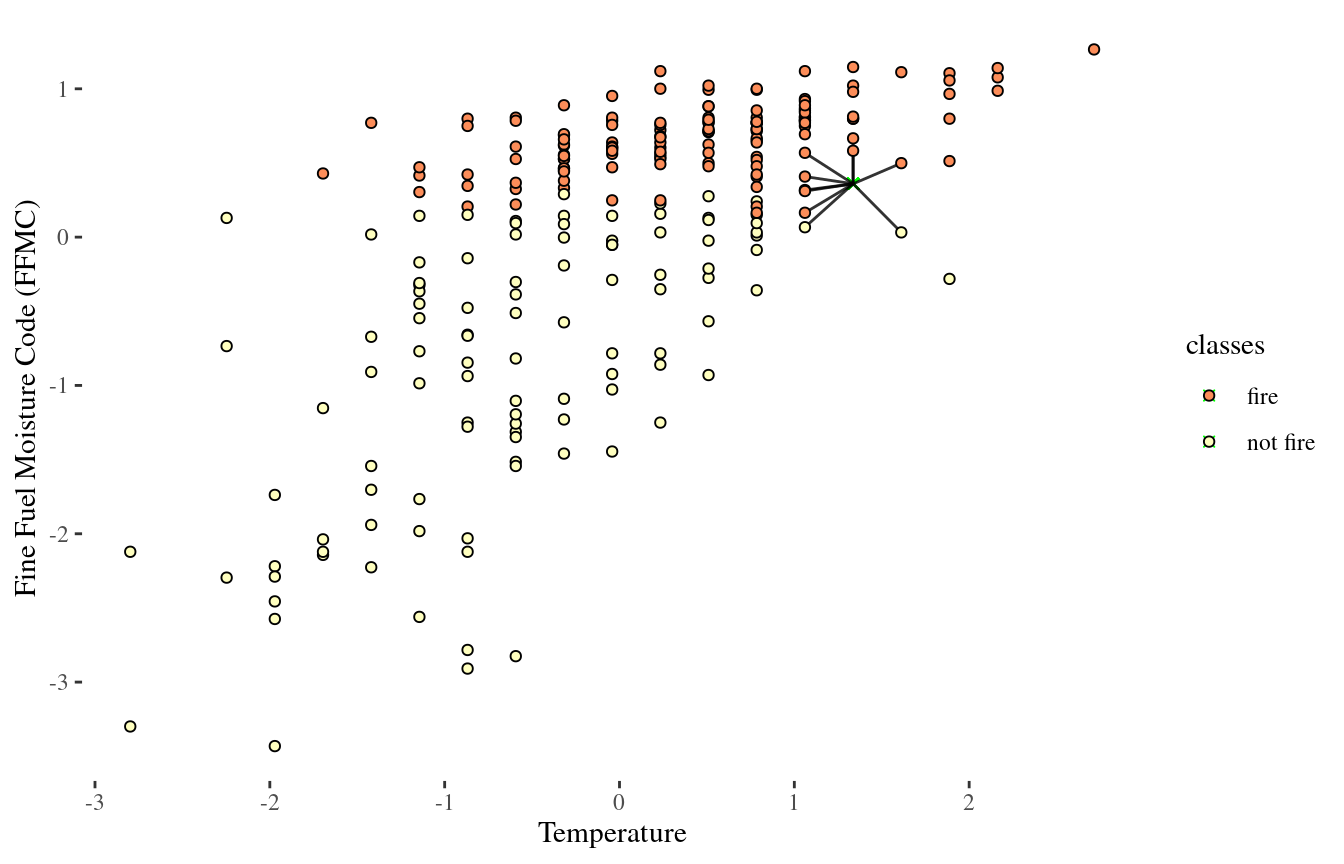 Fine Fuel Moisture Code (FFMC)
1
0
-1
-2
-3
-3 -2 -1 0 1 2
Temperature
classes
fire
not fire